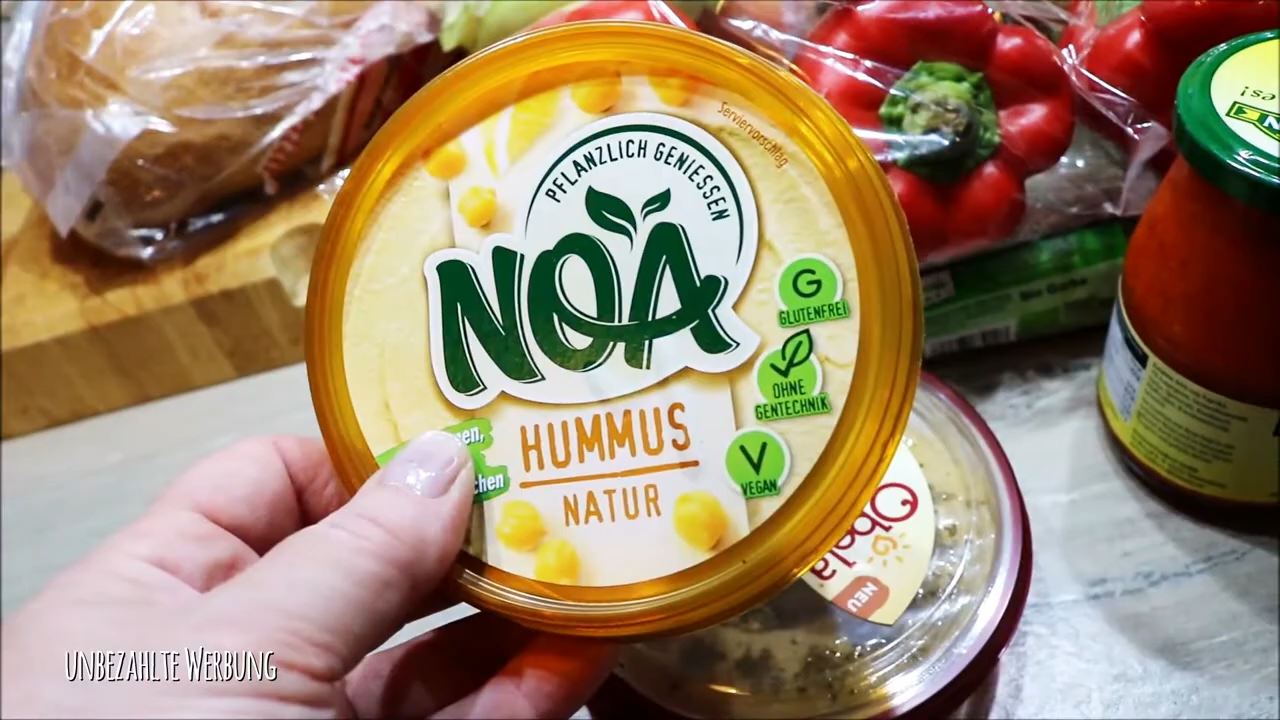 Serviervorschlag
PFLANZLICH GENIESSEN
NOA
G
GLUTENFREI
OHNE
GENTECHNIK
V
VEGAN
HUMMUS
NATUR
Obela
NEU
UNBEZAHLTE WERBUNG